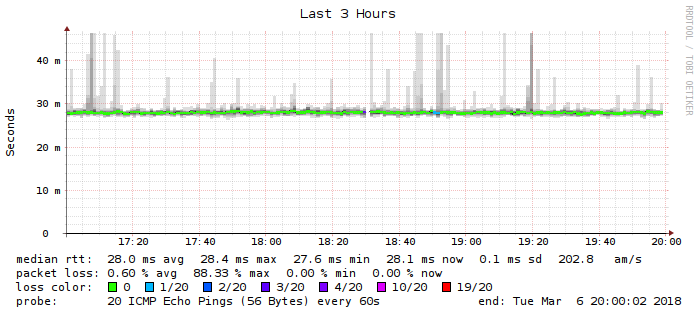 Last 3 Hours
RRDTOOL / TOBI OETIKER
Seconds
40 m
30 m
20 m
10 m
0
17:20 17:40 18:00 18:20 18:40 19:00 19:20 19:40 20:00
median rtt: 28.0 ms avg 28.4 ms max 27.6 ms min 28.1 ms now 0.1 ms sd 202.8 am/s
packet loss: 0.60 % avg 88.33 % max 0.00 % min 0.00 % now
loss color: 0 1/20 2/20 3/20 4/20 10/20 19/20
probe: 20 ICMP Echo Pings (56 Bytes) every 60s end: Tue Mar 6 20:00:02 2018